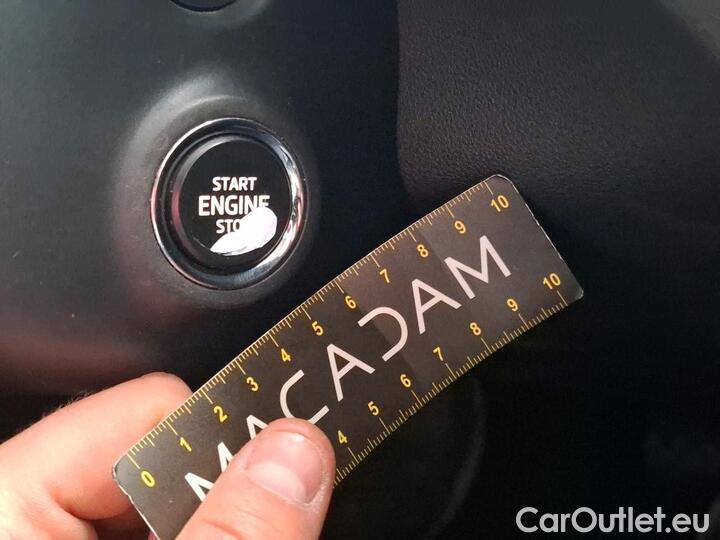 START
ENGINE
STO
0 1 2 3 4 5 6 7 8 9 10
MACADAM
4 5 6 7 8 9 10
CarOutlet.eu